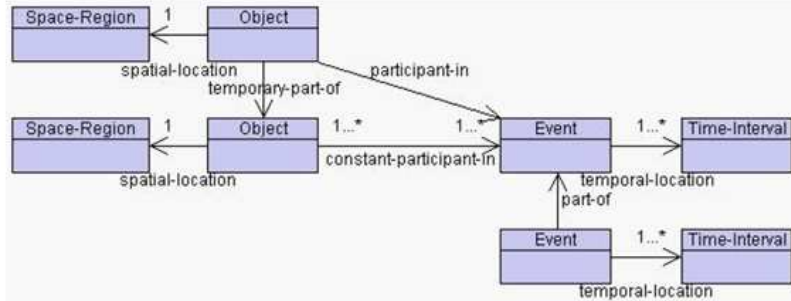 Space-Region 1 Object
spatial-location participant-in
temporary-part-of
Space-Region 1 Object 1...* 1...* Event 1...* Time-Interval
spatial-location constant-participant-in temporal-location
part-of
Event 1...* Time-Interval
temporal-location